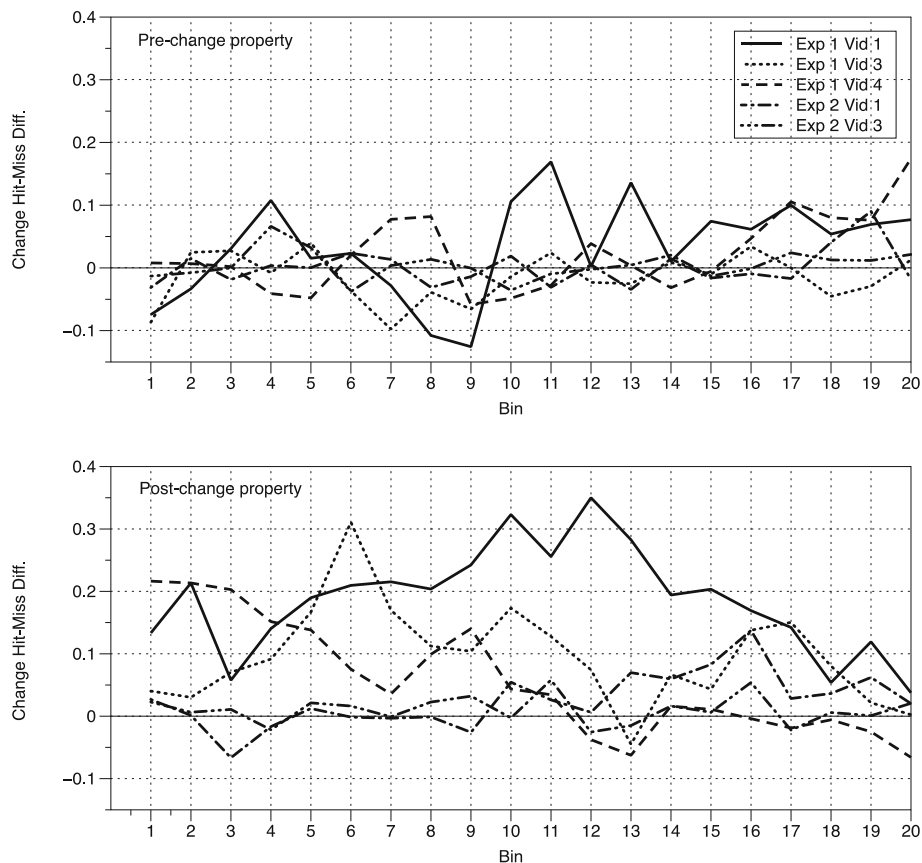 0.4
Pre-change property
0.3
0.2
0.1
0
−0.1
Change Hit-Miss Diff.
Exp 1 Vid 1
Exp 1 Vid 3
Exp 1 Vid 4
Exp 2 Vid 1
Exp 2 Vid 3
1 2 3 4 5 6 7 8 9 10 11 12 13 14 15 16 17 18 19 20
Bin
0.4
Post-change property
0.3
0.2
0.1
0
−0.1
Change Hit-Miss Diff.
1 2 3 4 5 6 7 8 9 10 11 12 13 14 15 16 17 18 19 20
Bin